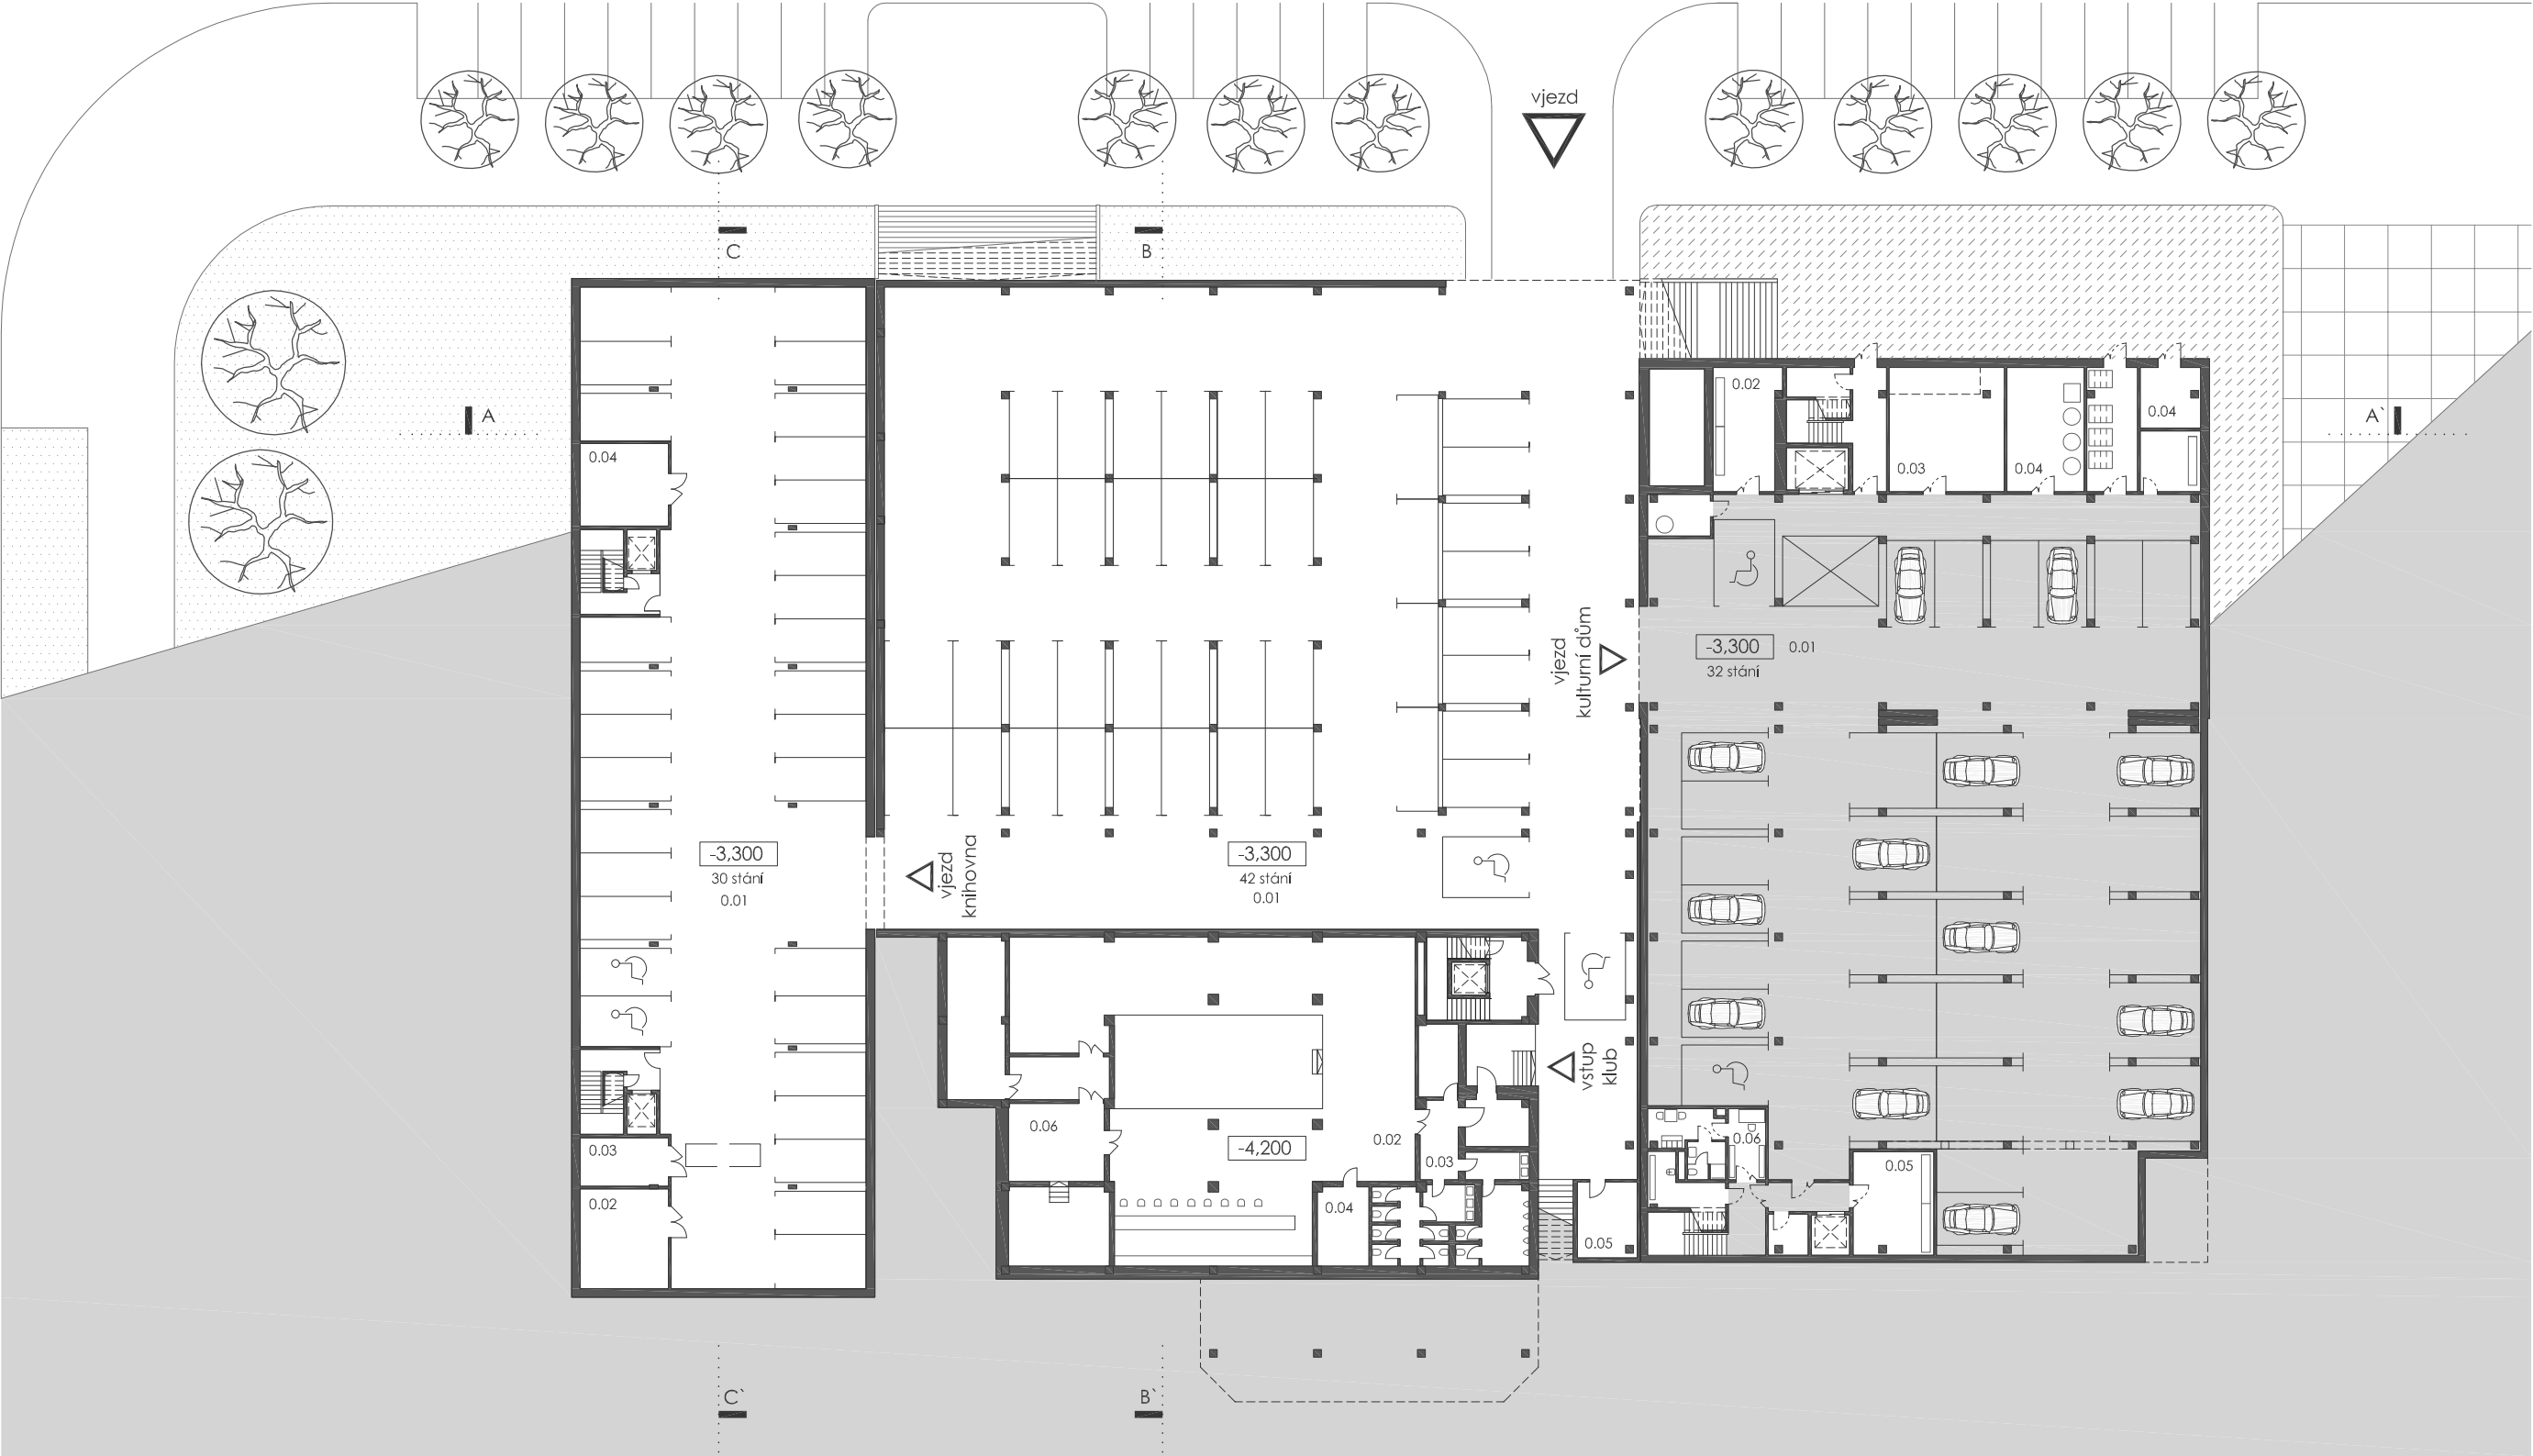 vjezd
C
B
A
A`
0.02
0.04
0.04
0.03
0.04
vjezd
kulturní dům
-3,300
0.01
32 stání
-3,300
30 stání
0.01
vjezd
knihovna
-3,300
42 stání
0.01
vstup
klub
0.06
-4,200
0.02
0.03
0.04
0.05
0.06
0.05
0.03
0.02
C`
B`